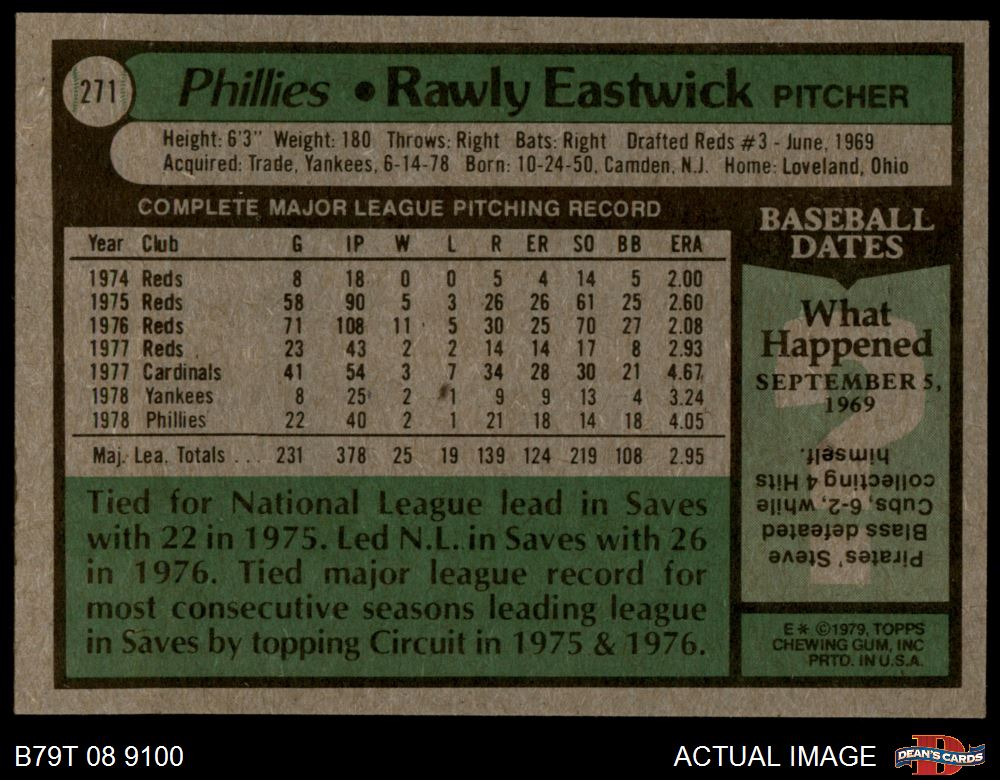 271
Phillies • Rawly Eastwick PITCHER
Height: 6'3" Weight: 180 Throws: Right Bats: Right Drafted Reds #3 - June, 1969
Acquired: Trade, Yankees, 6-14-78 Born: 10-24-50, Camden, N.J. Home: Loveland, Ohio
COMPLETE MAJOR LEAGUE PITCHING RECORD
Year Club G IP W L R ER SO BB ERA
1974 Reds 8 18 0 0 5 4 14 5 2.00
1975 Reds 58 90 5 3 26 26 61 25 2.60
1976 Reds 71 108 11 5 30 25 70 27 2.08
1977 Reds 23 43 2 2 14 14 17 8 2.93
1977 Cardinals 41 54 3 7 34 28 30 21 4.67
1978 Yankees 8 25 2 1 9 9 13 4 3.24
1978 Phillies 22 40 2 1 21 18 14 18 4.05
Maj. Lea. Totals ... 231 378 25 19 139 124 219 108 2.95
Tied for National League lead in Saves
with 22 in 1975. Led N.L. in Saves with 26
in 1976. Tied major league record for
most consecutive seasons leading league
in Saves by topping Circuit in 1975 & 1976.
BASEBALL
DATES
What
Happened
SEPTEMBER 5,
1969
Pirates' Steve
Blass defeated
Cubs, 6-2, while
collecting 4 Hits
himself.
E* ©1979, TOPPS
CHEWING GUM, INC
PRTD. IN U.S.A.
B79T 08 9100
ACTUAL IMAGE
D
DEAN'S CARDS